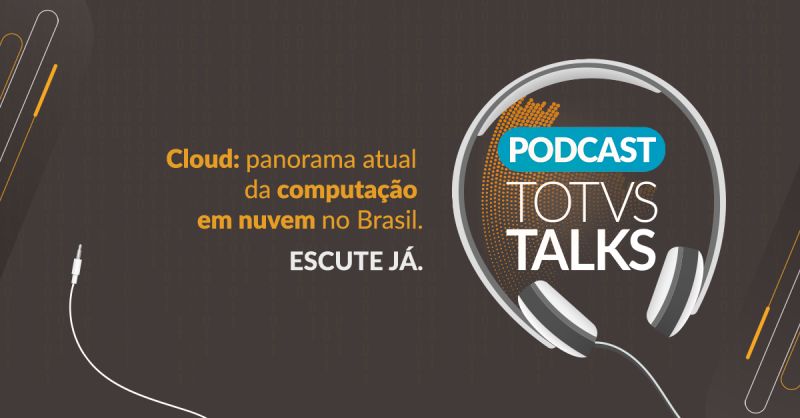 Cloud: panorama atual
da computação
em nuvem no Brasil.
ESCUTE JÁ.
PODCAST
TOTVS
TALKS